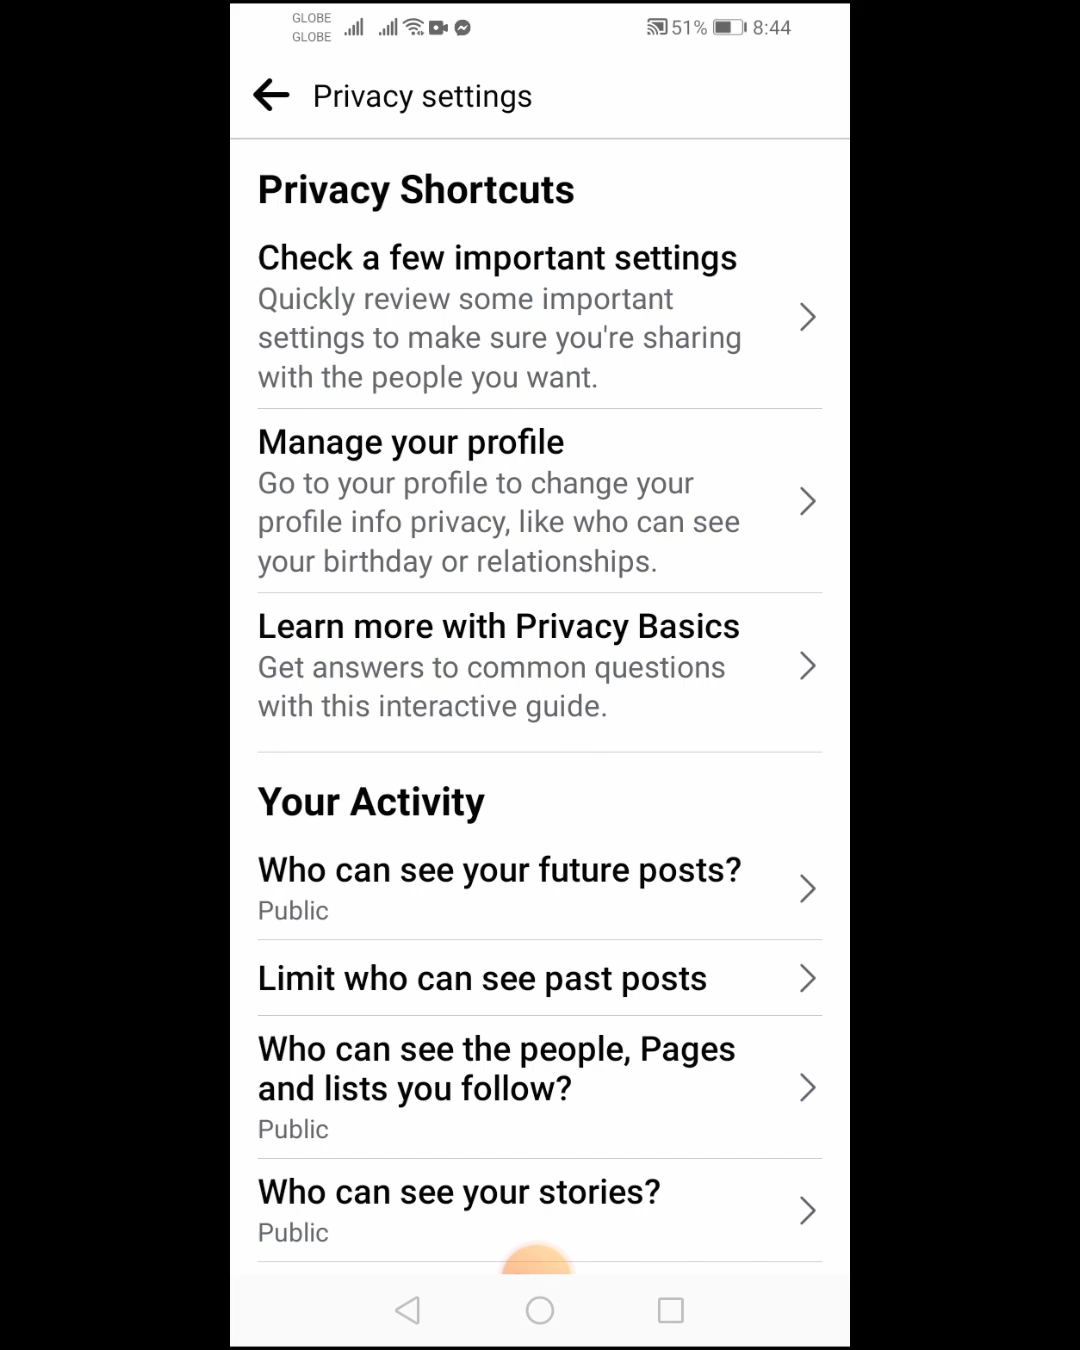 GLOBE
GLOBE
51% 8:44
Privacy settings
Privacy Shortcuts
Check a few important settings
Quickly review some important
settings to make sure you're sharing
with the people you want.
Manage your profile
Go to your profile to change your
profile info privacy, like who can see
your birthday or relationships.
Learn more with Privacy Basics
Get answers to common questions
with this interactive guide.
Your Activity
Who can see your future posts?
Public
Limit who can see past posts
Who can see the people, Pages
and lists you follow?
Public
Who can see your stories?
Public